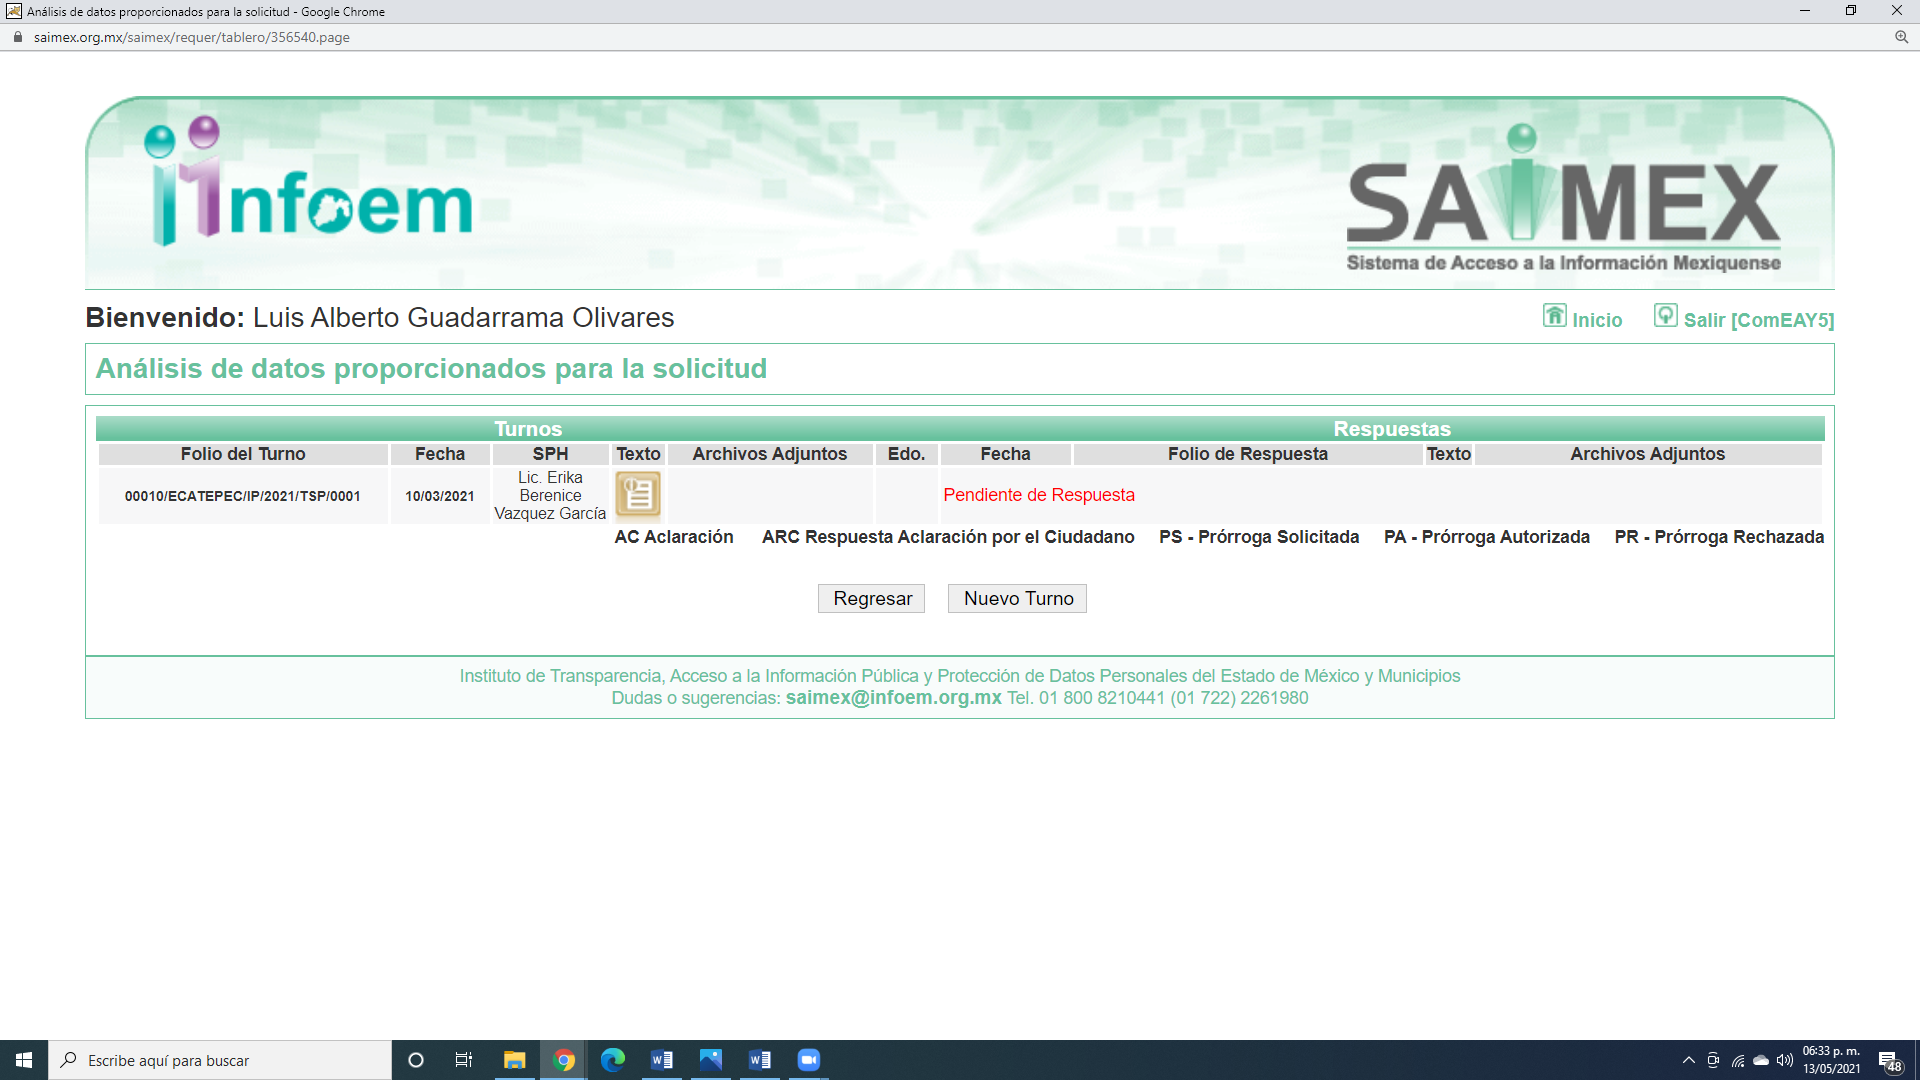 Análisis de datos proporcionados para la solicitud - Google Chrome
saimex.org.mx/saimex/requer/tablero/356540.page
infoem
SAIMEX
Sistema de Acceso a la Información Mexiquense
Bienvenido: Luis Alberto Guadarrama Olivares
Inicio Salir [ComEAY5]
Análisis de datos proporcionados para la solicitud
Turnos Respuestas
Folio del Turno Fecha SPH Texto Archivos Adjuntos Edo. Fecha Folio de Respuesta Texto Archivos Adjuntos
00010/ECATEPEC/IP/2021/TSP/0001 10/03/2021 Lic. Erika
Berenice
Vazquez García
Pendiente de Respuesta
AC Aclaración ARC Respuesta Aclaración por el Ciudadano PS - Prórroga Solicitada PA - Prórroga Autorizada PR - Prórroga Rechazada
Regresar Nuevo Turno
Instituto de Transparencia, Acceso a la Información Pública y Protección de Datos Personales del Estado de México y Municipios
Dudas o sugerencias: saimex@infoem.org.mx Tel. 01 800 8210441 (01 722) 2261980
Escribe aquí para buscar
06:33 p. m.
13/05/2021
48